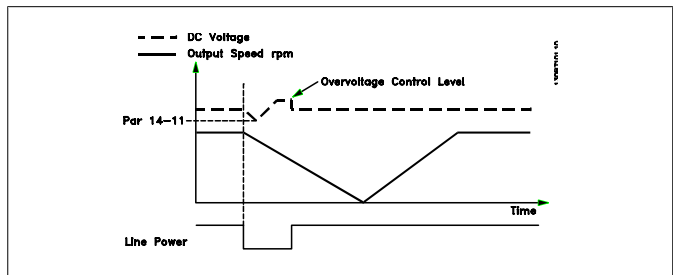 DC Voltage
Output Speed rpm
Overvoltage Control Level
Par 14-11
Time
Line Power